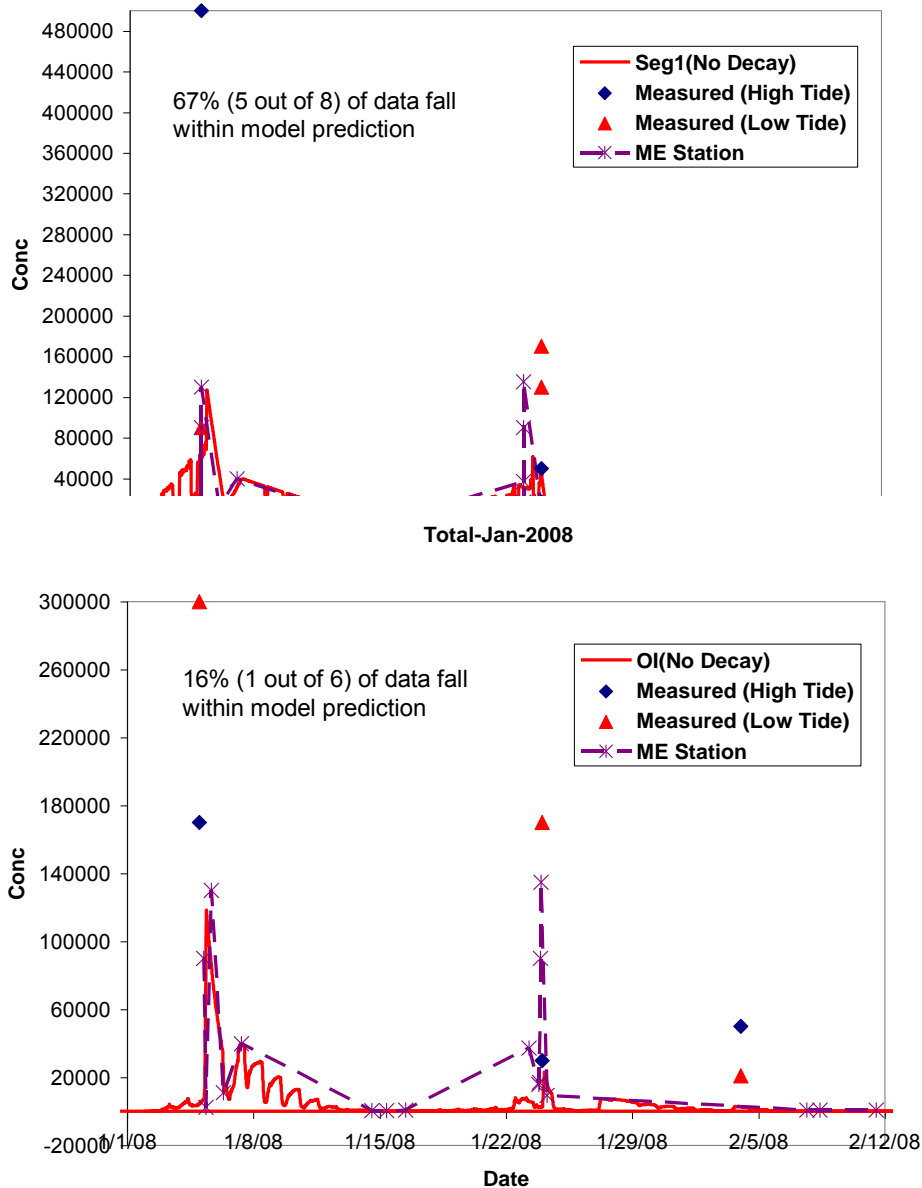 480000
440000
400000
360000
320000
280000
240000
200000
160000
120000
80000
40000
Conc
67% (5 out of 8) of data fall
within model prediction
Seg1(No Decay)
Measured (High Tide)
Measured (Low Tide)
ME Station
Total-Jan-2008
300000
260000
220000
180000
140000
100000
60000
20000
-20000
Conc
16% (1 out of 6) of data fall
within model prediction
OI(No Decay)
Measured (High Tide)
Measured (Low Tide)
ME Station
1/1/08 1/8/08 1/15/08 1/22/08 1/29/08 2/5/08 2/12/08
Date